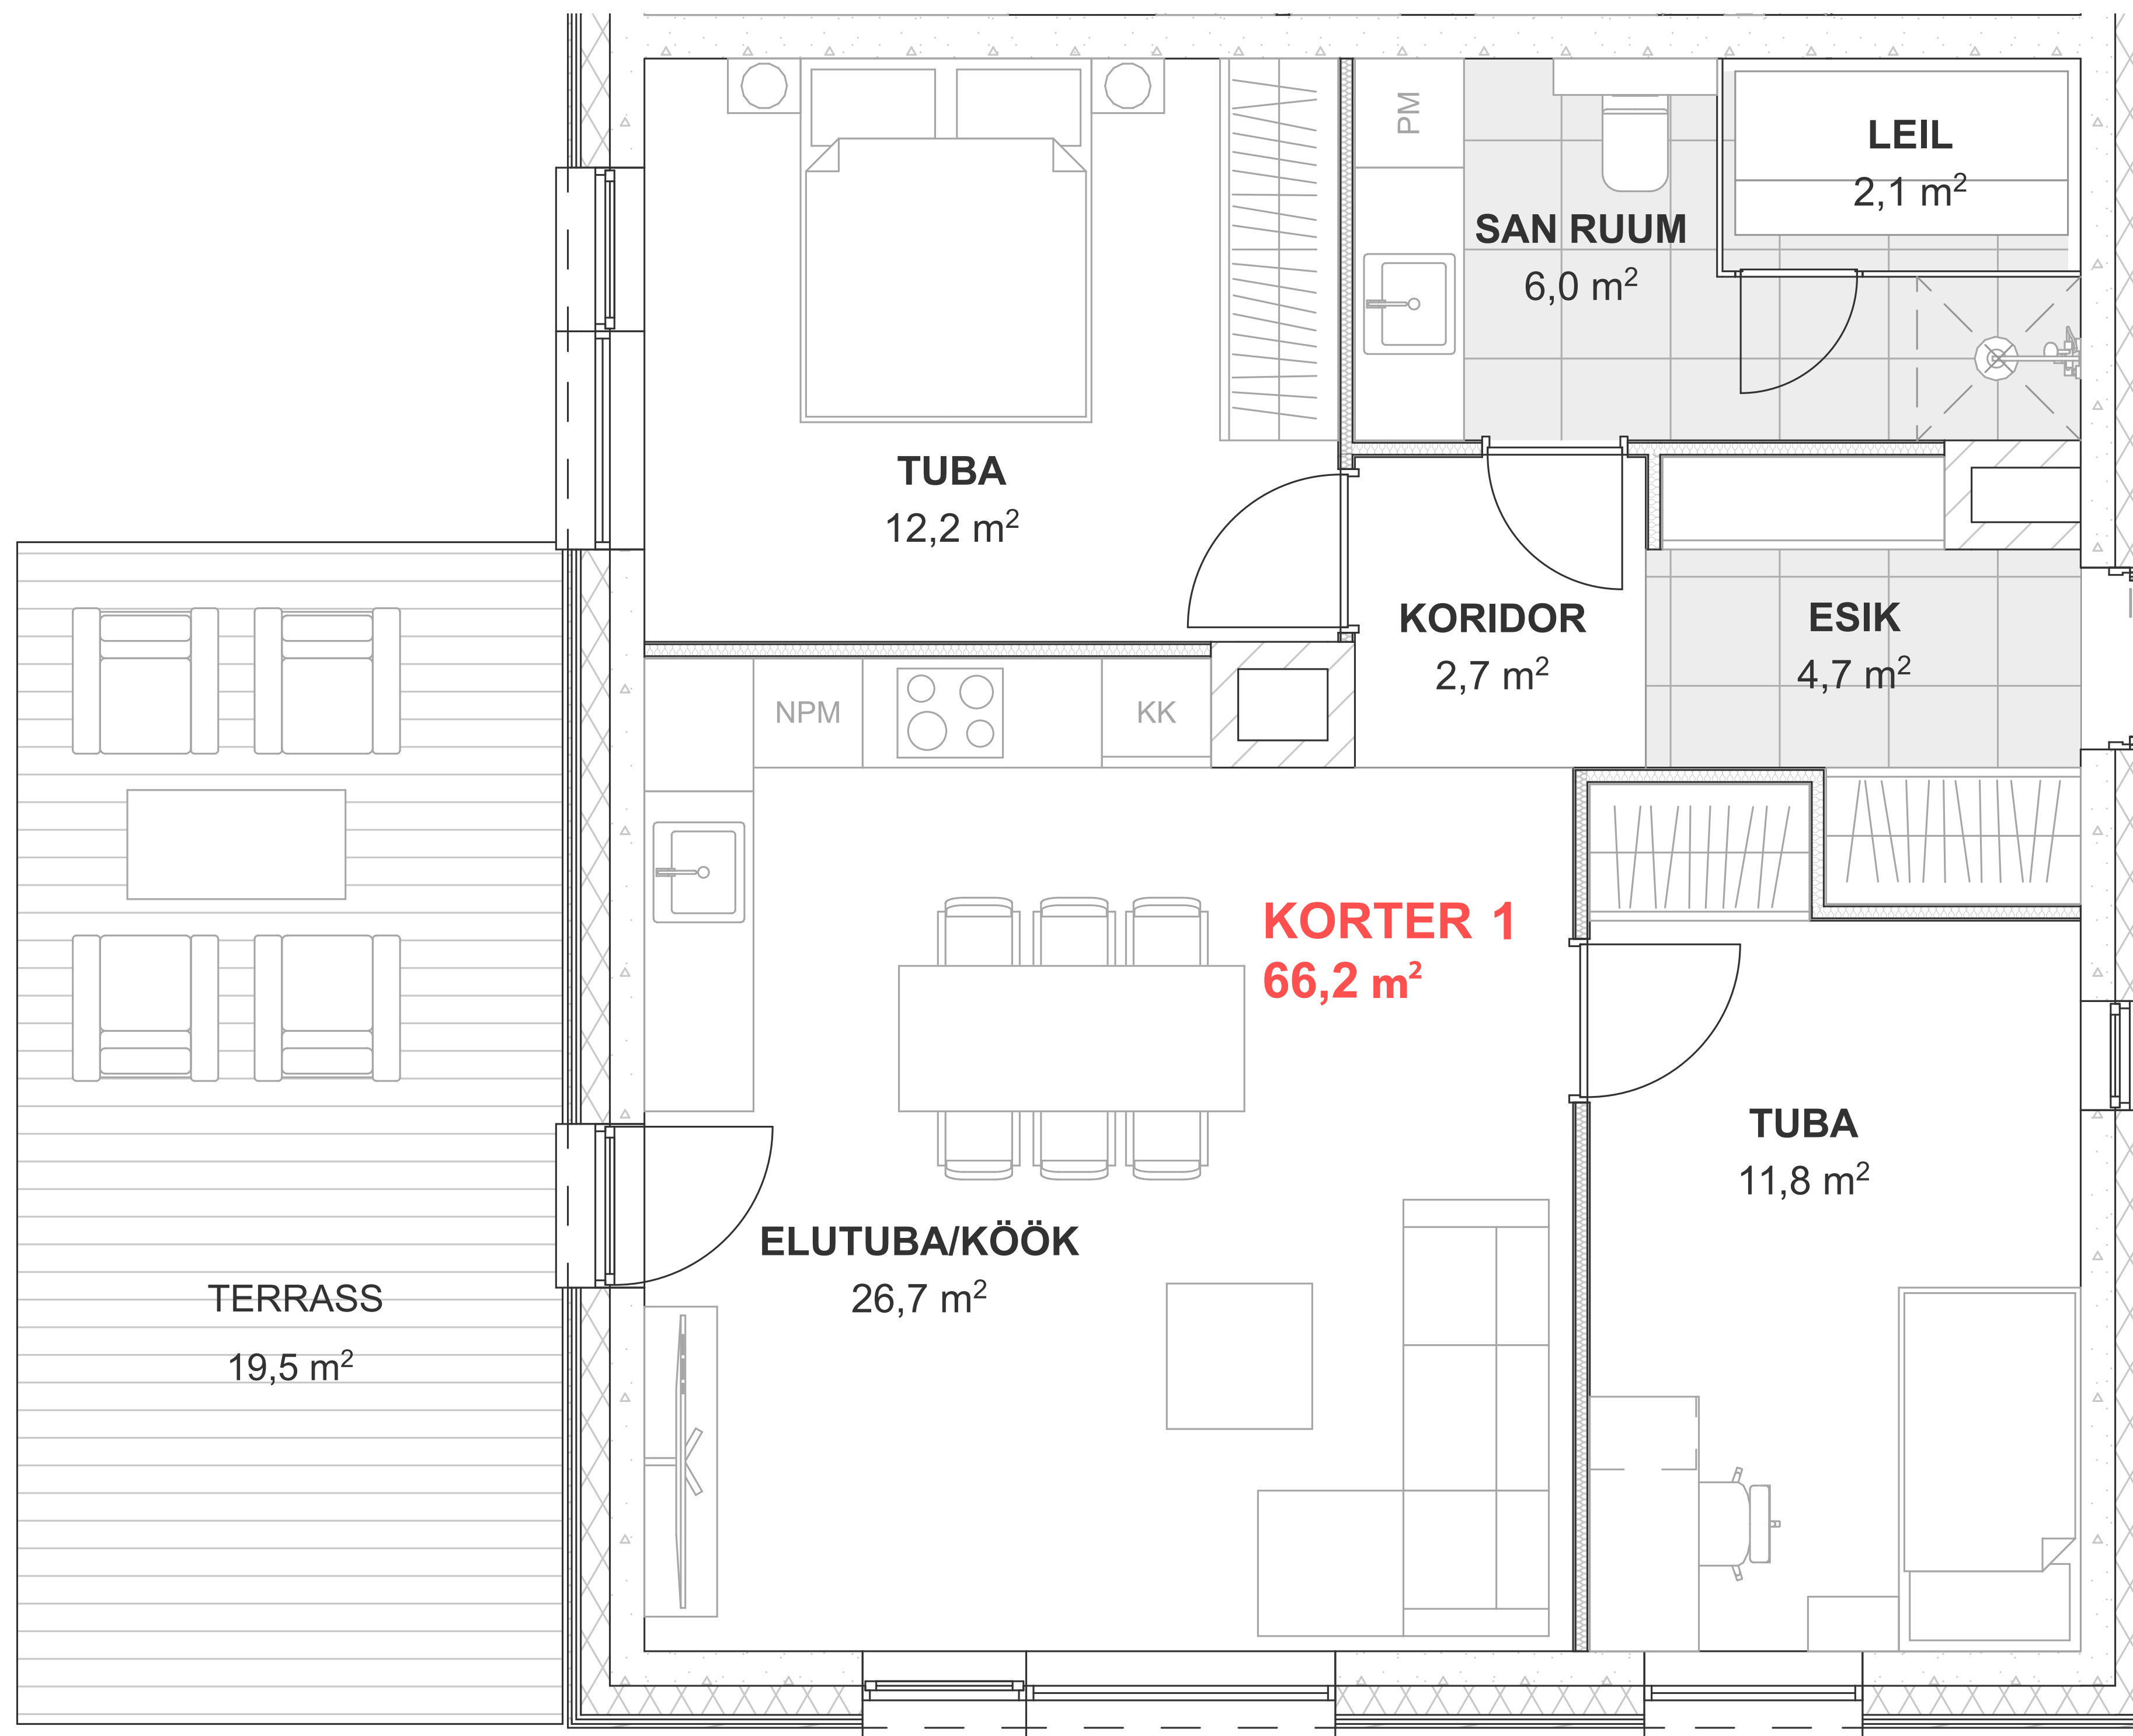 PM
LEIL
2,1 m²
SAN RUUM
6,0 m²
TUBA
12,2 m²
KORIDOR
2,7 m²
ESIK
4,7 m²
NPM
KK
KORTER 1
66,2 m²
TUBA
11,8 m²
ELUTUBA/KÖÖK
26,7 m²
TERRASS
19,5 m²